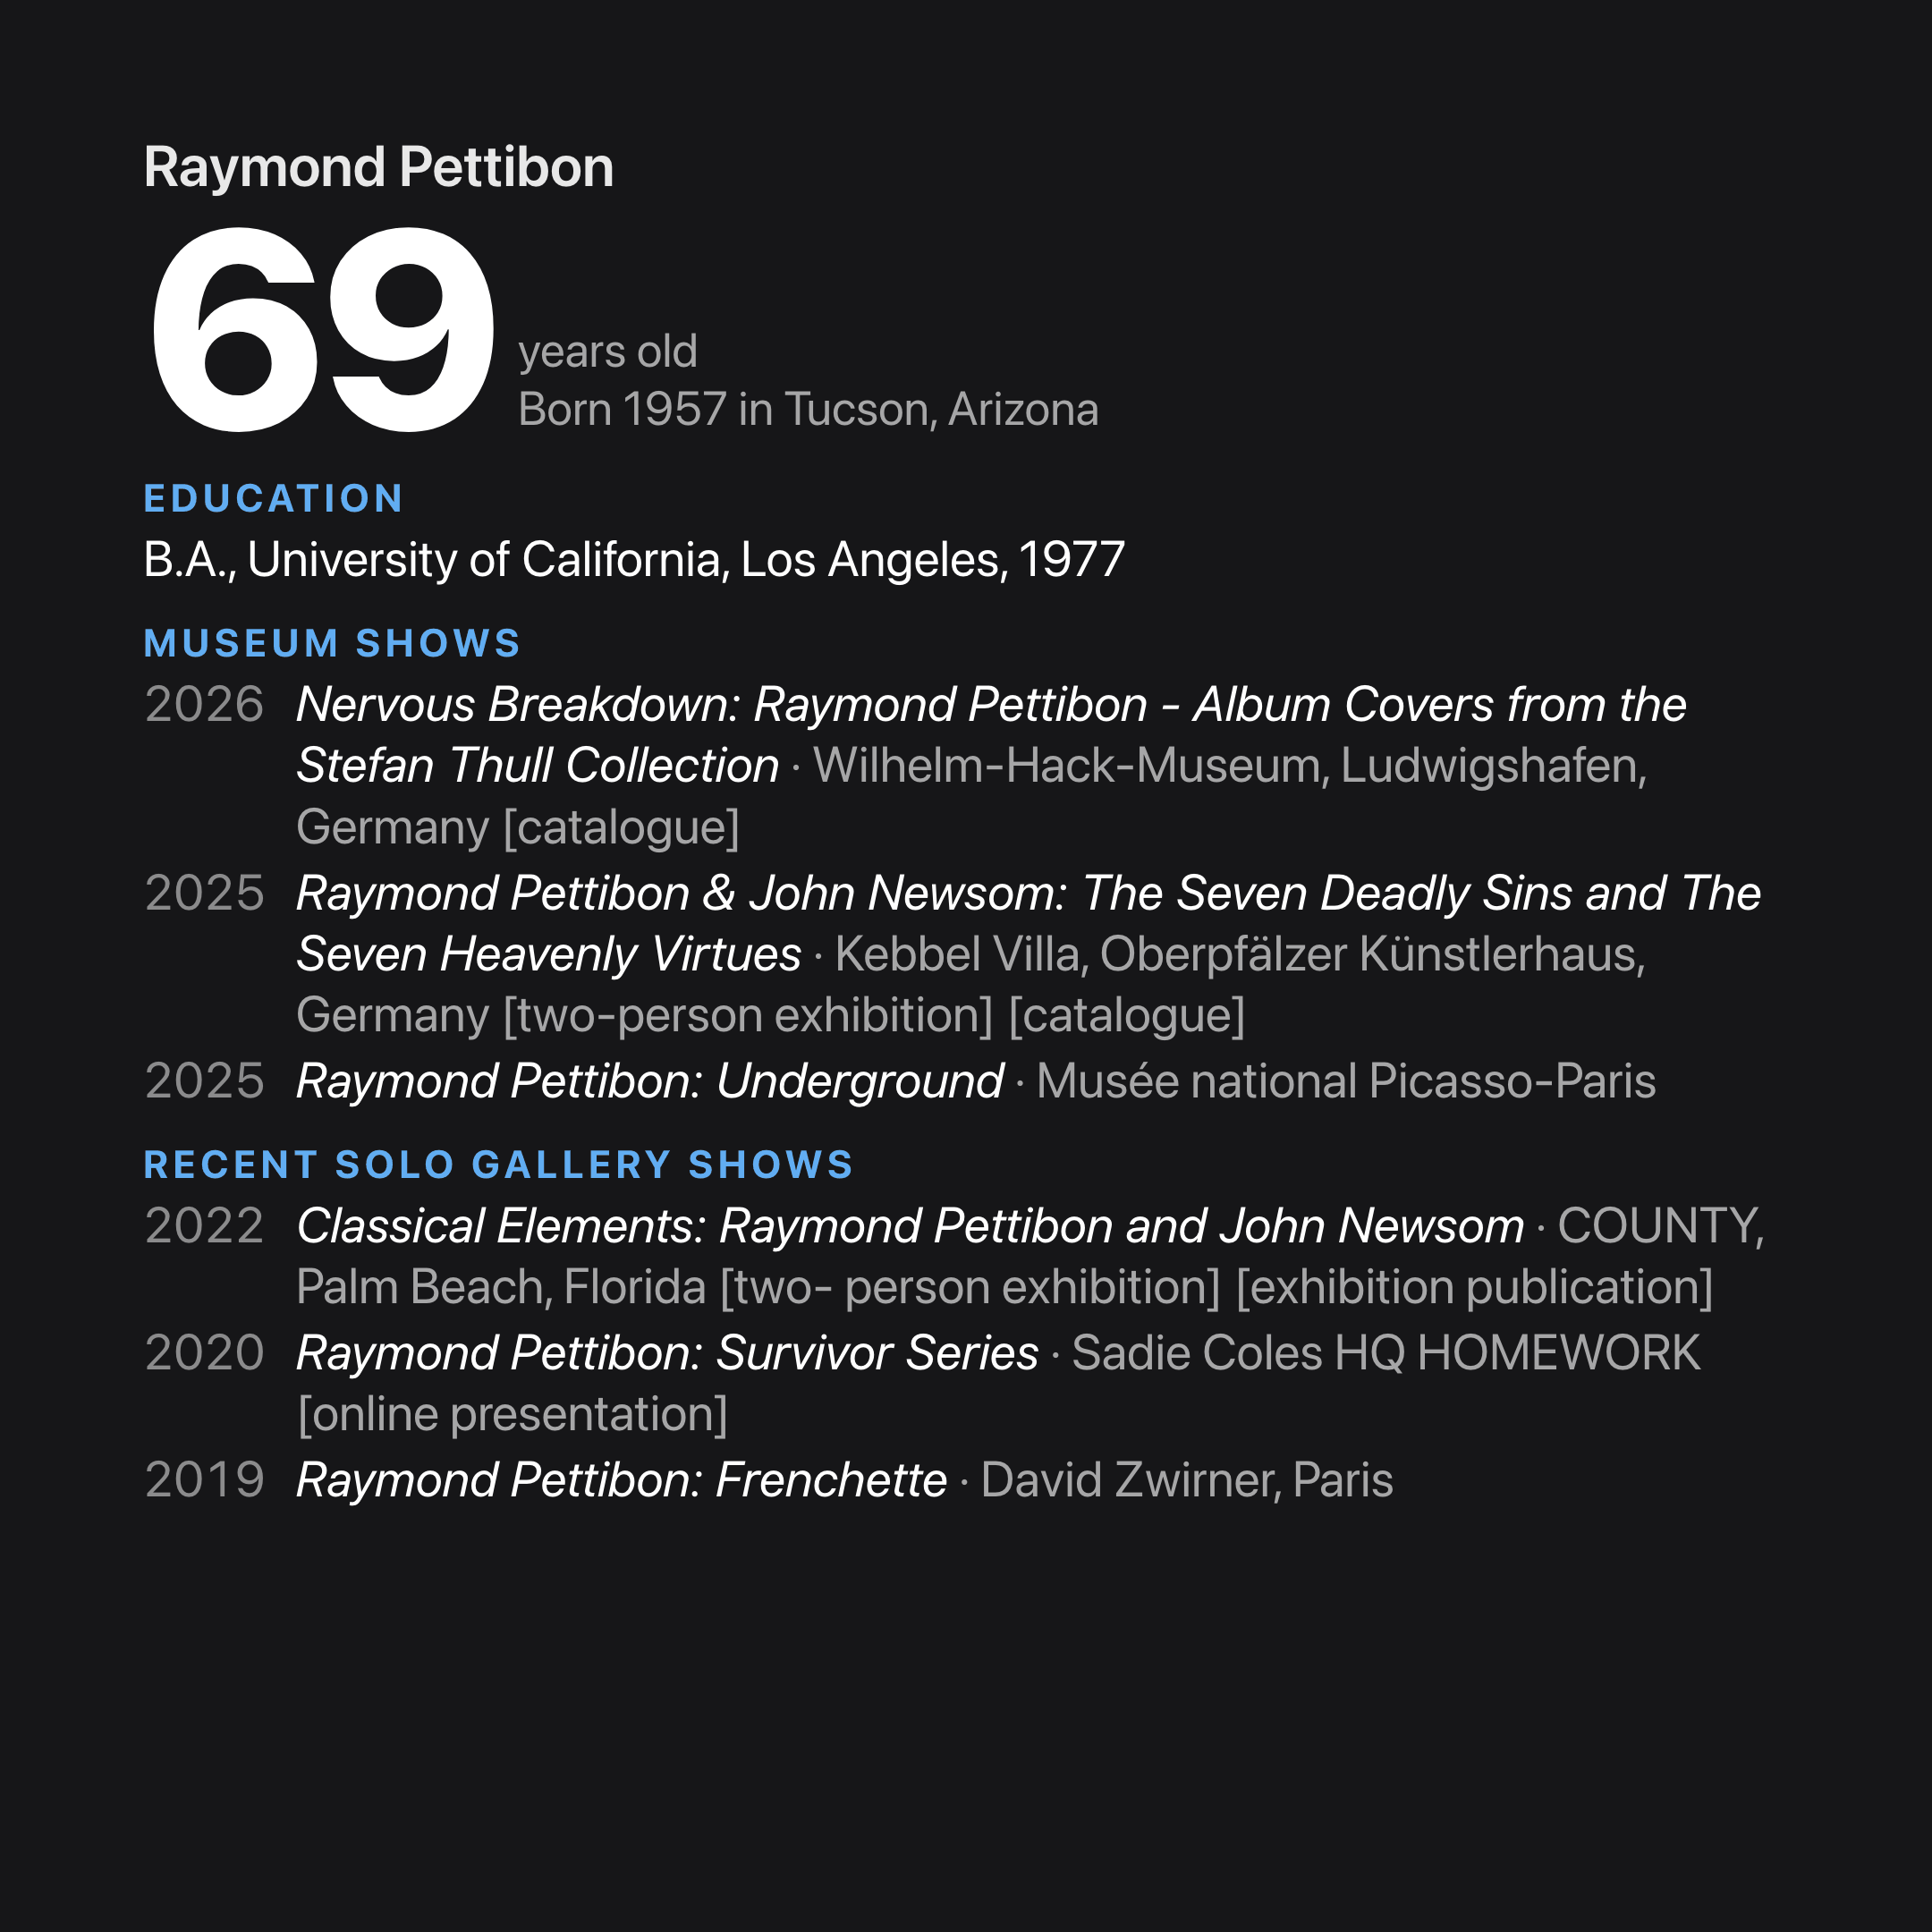 Raymond Pettibon
69
years old
Born 1957 in Tucson, Arizona
EDUCATION
B.A., University of California, Los Angeles, 1977
MUSEUM SHOWS
2026 Nervous Breakdown: Raymond Pettibon - Album Covers from the
Stefan Thull Collection · Wilhelm-Hack-Museum, Ludwigshafen,
Germany [catalogue]
2025 Raymond Pettibon & John Newsom: The Seven Deadly Sins and The
Seven Heavenly Virtues · Kebbel Villa, Oberpfälzer Künstlerhaus,
Germany [two-person exhibition] [catalogue]
2025 Raymond Pettibon: Underground · Musée national Picasso-Paris
RECENT SOLO GALLERY SHOWS
2022 Classical Elements: Raymond Pettibon and John Newsom · COUNTY,
Palm Beach, Florida [two- person exhibition] [exhibition publication]
2020 Raymond Pettibon: Survivor Series · Sadie Coles HQ HOMEWORK
[online presentation]
2019 Raymond Pettibon: Frenchette · David Zwirner, Paris